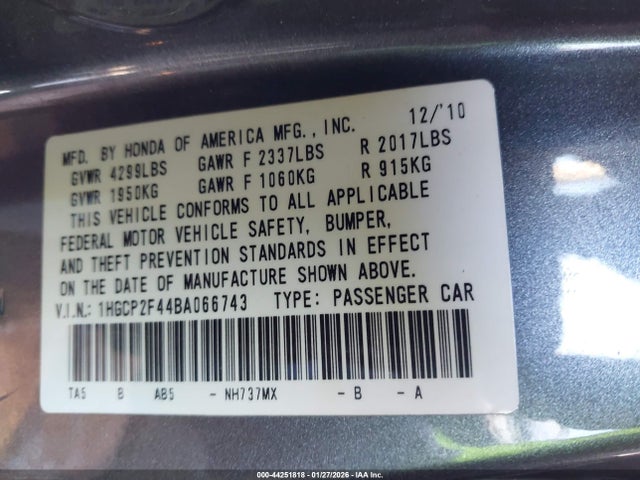 MFD. BY HONDA OF AMERICA MFG., INC. 12/'10
GVWR 4299LBS GAWR F 2337LBS R 2017LBS
GVWR 1950KG GAWR F 1060KG R 915KG
THIS VEHICLE CONFORMS TO ALL APPLICABLE
FEDERAL MOTOR VEHICLE SAFETY, BUMPER,
AND THEFT PREVENTION STANDARDS IN EFFECT
ON THE DATE OF MANUFACTURE SHOWN ABOVE.
V.I.N.: 1HGCP2F44BA066743 TYPE: PASSENGER CAR
TA5 B AB5 - NH737MX - B - A
000-44251818 | 01/27/2026 | IAA Inc.